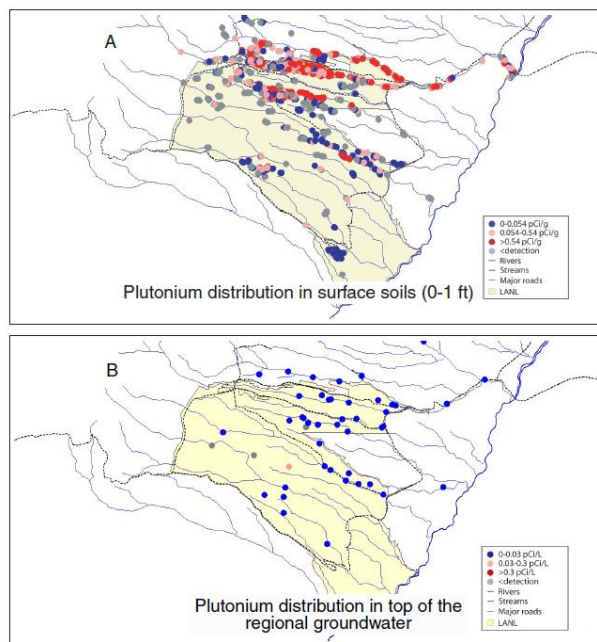 A
0-0.054 pCi/g
0.054-0.54 pCi/g
>0.54 pCi/g
<detection
Rivers
Streams
Major roads
LANL
Plutonium distribution in surface soils (0-1 ft)
B
0-0.03 pCi/L
0.03-0.3 pCi/L
>0.3 pCi/L
<detection
Rivers
Streams
Major roads
LANL
Plutonium distribution in top of the
regional groundwater